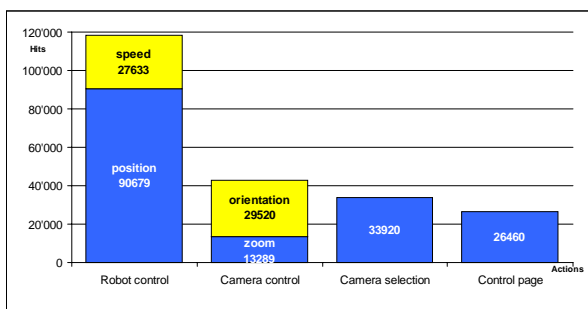 120'000
Hits
100'000
80'000
60'000
40'000
20'000
0
speed
27633
position
90679
orientation
29520
zoom
13289
33920
26460
Robot control Camera control Camera selection Control page
Actions